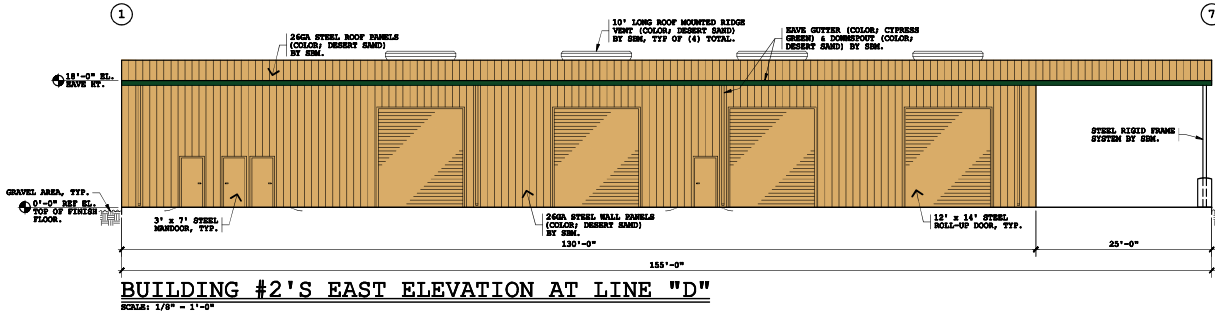 1
7
10' LONG ROOF MOUNTED RIDGE
VENT (COLOR; DESERT SAND)
BY SBM, TYP OF (4) TOTAL.
EAVE GUTTER (COLOR; CYPRESS
GREEN) & DOWNSPOUT (COLOR;
DESERT SAND) BY SBM.
26GA STEEL ROOF PANELS
(COLOR; DESERT SAND)
BY SBM.
18'-0" EL.
EAVE HT.
STEEL RIGID FRAME
SYSTEM BY SBM.
GRAVEL AREA, TYP.
0'-0" REF EL.
TOP OF FINISH
FLOOR.
3' x 7' STEEL
MANDOOR, TYP.
26GA STEEL WALL PANELS
(COLOR; DESERT SAND)
BY SBM.
12' x 14' STEEL
ROLL-UP DOOR, TYP.
130'-0"
25'-0"
155'-0"
BUILDING #2'S EAST ELEVATION AT LINE "D"
SCALE: 1/8" = 1'-0"